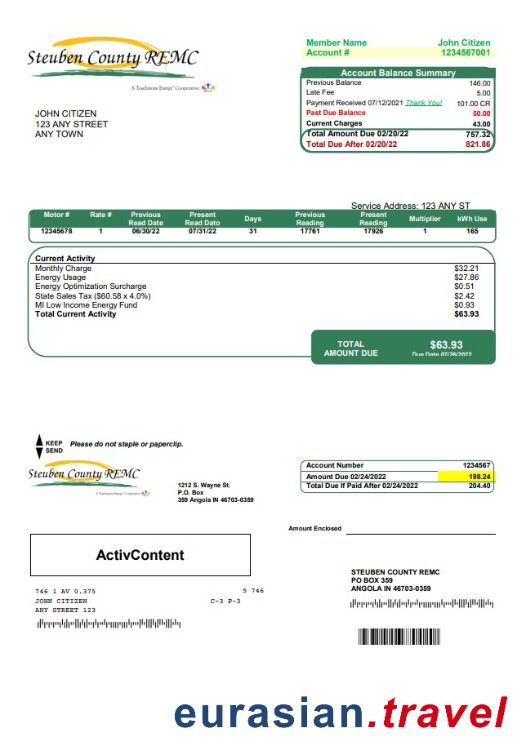 Steuben County REMC
A Touchstone Energy® Cooperative
Member Name John Citizen
Account # 1234567001
Account Balance Summary
Previous Balance 146.00
Late Fee 5.00
Payment Received 07/12/2021 Thank You! 101.00 CR
Past Due Balance 50.00
Current Charges 43.00
Total Amount Due 02/20/22 757.32
Total Due After 02/20/22 821.86
JOHN CITIZEN
123 ANY STREET
ANY TOWN
Service Address: 123 ANY ST
Motor # Rate # Previous Read Date Present Read Dato Days Previous Reading Present Reading Multiplier kWh Use
12345678 1 06/30/22 07/31/22 31 17761 17926 1 165
Current Activity
Monthly Charge $32.21
Energy Usage $27.86
Energy Optimization Surcharge $0.51
State Sales Tax ($60.58 x 4.0%) $2.42
MI Low Income Energy Fund $0.93
Total Current Activity $63.93
TOTAL AMOUNT DUE $63.93
Due Date 07/26/2022
KEEP
SEND
Please do not staple or paperclip.
Steuben County REMC
A Touchstone Energy® Cooperative
1212 S. Wayne St.
P.O. Box
359 Angola IN 46703-0359
Account Number 1234567
Amount Due 02/24/2022 198.24
Total Due if Paid After 02/24/2022 204.40
Amount Enclosed
ActivContent
746 1 AV 0.375 5 746
JOHN CITIZEN C-3 P-3
ANY STREET 123
STEUBEN COUNTY REMC
PO BOX 359
ANGOLA IN 46703-0359
eurasian.travel